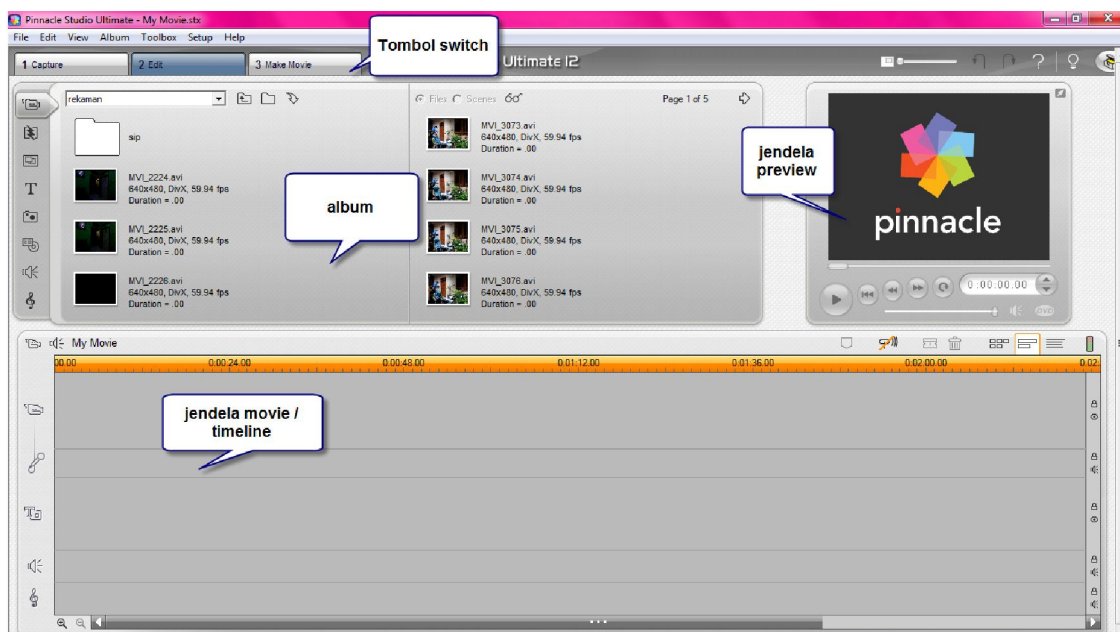 Pinnacle Studio Ultimate - My Movie.stx
File Edit View Album Toolbox Setup Help
Tombol switch
1 Capture
2 Edit
3 Make Movie
Ultimate 12
rekaman
Files Scenes
Page 1 of 5
sip
MVI_2224.avi
640x480, DivX, 59.94 fps
Duration = .00
MVI_2225.avi
640x480, DivX, 59.94 fps
Duration = .00
MVI_2226.avi
640x480, DivX, 59.94 fps
Duration = .00
album
MVI_3073.avi
640x480, DivX, 59.94 fps
Duration = .00
MVI_3074.avi
640x480, DivX, 59.94 fps
Duration = .00
MVI_3075.avi
640x480, DivX, 59.94 fps
Duration = .00
MVI_3076.avi
640x480, DivX, 59.94 fps
Duration = .00
jendela
preview
pinnacle
0:00:00.00
My Movie
00.00 0:00:24.00 0:00:48.00 0:01:12.00 0:01:36.00 0:02:00.00 0:02:
jendela movie /
timeline